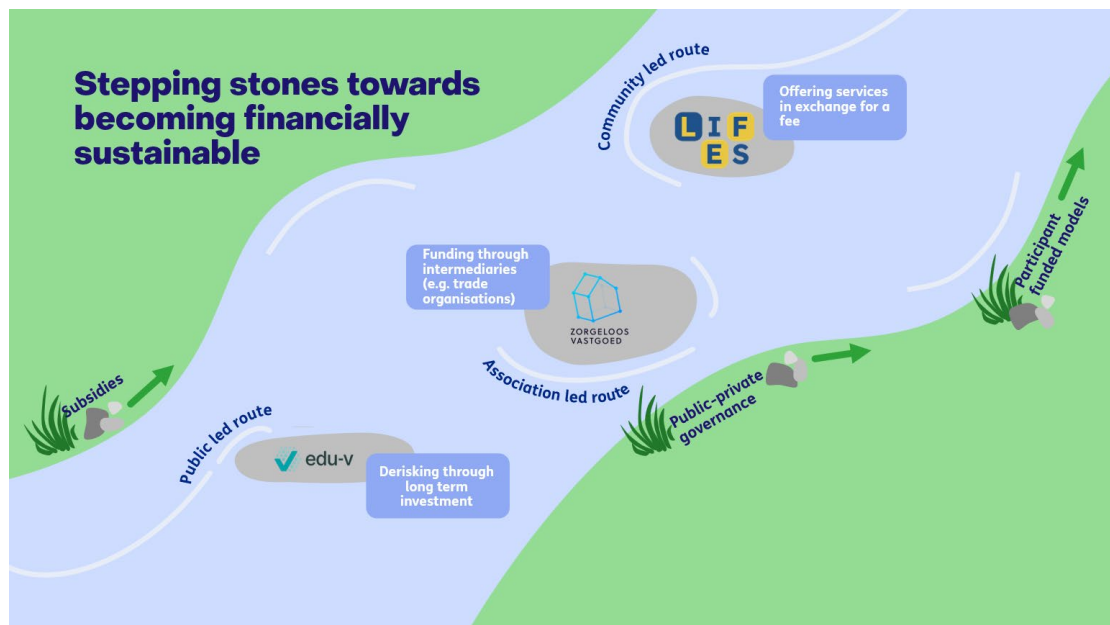 Stepping stones towards
becoming financially
sustainable
Community led route
Offering services
in exchange for a
fee
LIF
ES
Participant
funded models
Funding through
intermediaries
(e.g. trade
organisations)
ZORGELOOS
VASTGOED
Association led route
Subsidies
Public-private
governance
Public led route
edu-v
Derisking through
long term
investment